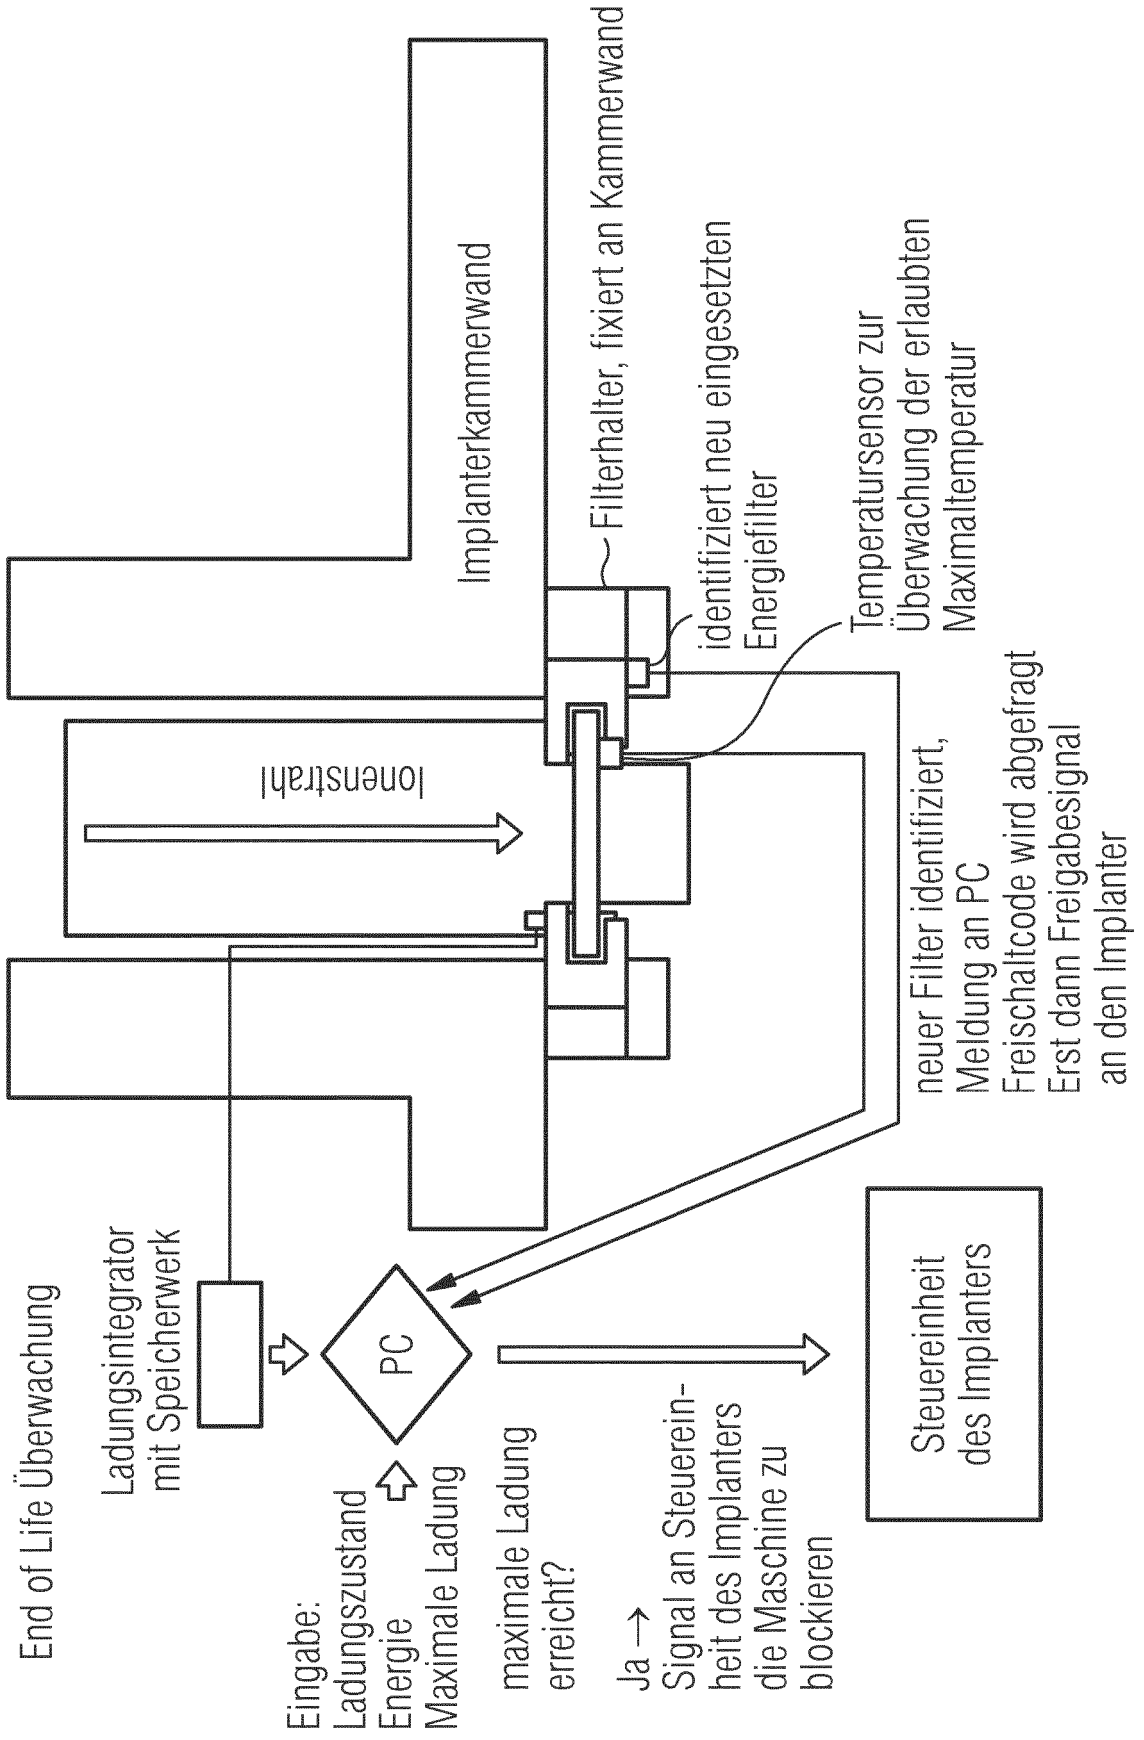 End of Life Überwachung
Ladungsintegrator
mit Speicherwerk
Eingabe:
Ladungszustand
Energie
Maximale Ladung
PC
maximale Ladung
erreicht?
Ja →
Signal an Steuerein-
heit des Implanters
die Maschine zu
blockieren
Steuereinheit
des Implanters
Ionenstrahl
Implanterkammerwand
Filterhalter, fixiert an Kammerwand
identifiziert neu eingesetzten
Energiefilter
Temperatursensor zur
Überwachung der erlaubten
Maximaltemperatur
neuer Filter identifiziert,
Meldung an PC
Freischaltcode wird abgefragt
Erst dann Freigabesignal
an den Implanter